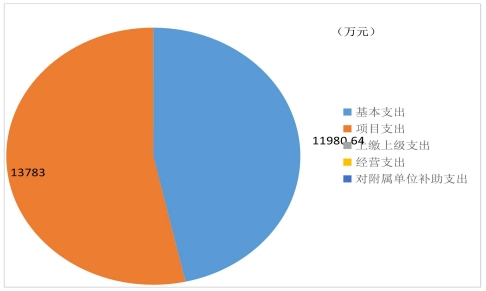 （万元）
基本支出
项目支出
11980.64
上缴上级支出
经营支出
13783
对附属单位补助支出